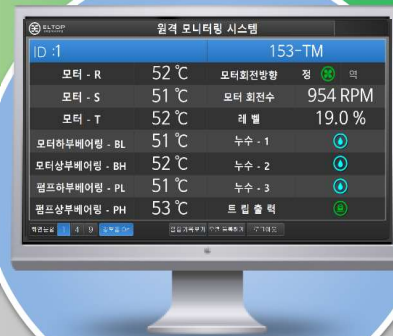 ELTOP 원격 모니터링 시스템
ID :1 153-TM
모터 - R 52 ℃ 모터회전방향 정 역
모터 - S 51 ℃ 모터 회전수 954 RPM
모터 - T 52 ℃ 레 벨 19.0 %
모터하부베어링 - BL 51 ℃ 누수 - 1
모터상부베어링 - BH 52 ℃ 누수 - 2
펌프하부베어링 - PL 51 ℃ 누수 - 3
펌프상부베어링 - PH 53 ℃ 트 립 출 력
화면분할 1 4 9